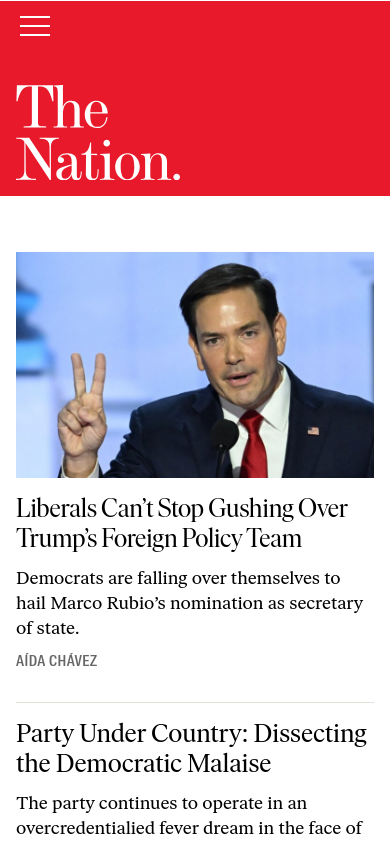 The
Nation.
Liberals Can’t Stop Gushing Over
Trump’s Foreign Policy Team
Democrats are falling over themselves to
hail Marco Rubio’s nomination as secretary
of state.
AÍDA CHÁVEZ
Party Under Country: Dissecting
the Democratic Malaise
The party continues to operate in an
overcredentialied fever dream in the face of